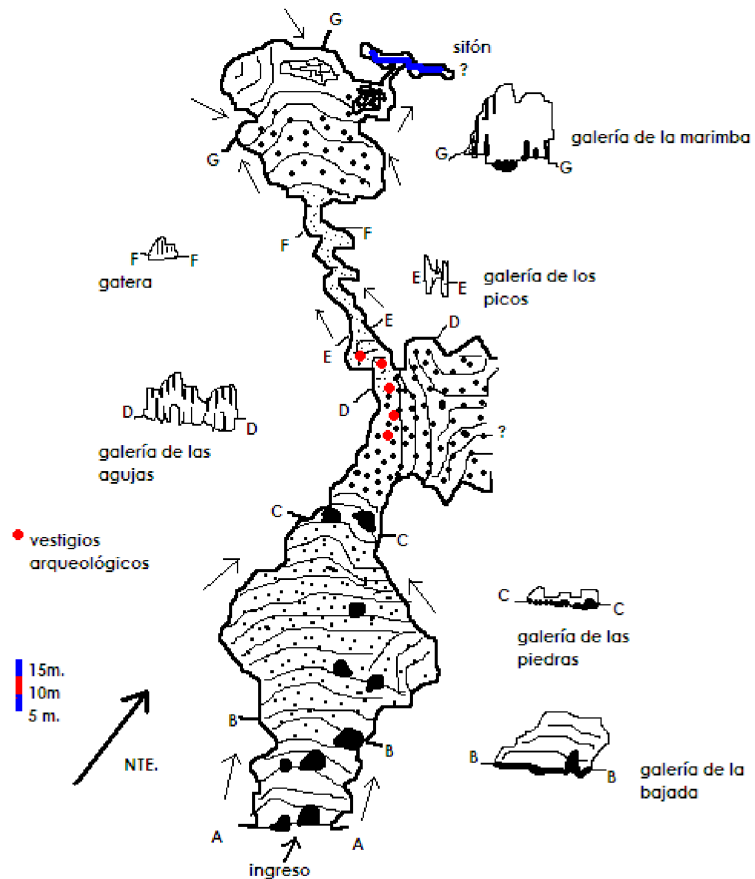 G
sifón
?
galería de la marimba
G
G
G
F
F
F
F
gatera
galería de los
picos
E
E
E
E
D
D
D
D
galería de las
agujas
?
C
C
vestigios
arqueológicos
C
C
galería de las
piedras
15m.
10m
5 m.
NTE.
B
B
B
B
galería de la
bajada
A
A
ingreso